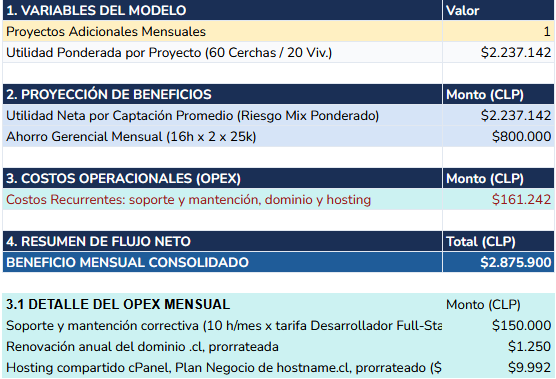 1. VARIABLES DEL MODELO Valor
Proyectos Adicionales Mensuales 1
Utilidad Ponderada por Proyecto (60 Cerchas / 20 Viv.) $2.237.142
2. PROYECCIÓN DE BENEFICIOS Monto (CLP)
Utilidad Neta por Captación Promedio (Riesgo Mix Ponderado) $2.237.142
Ahorro Gerencial Mensual (16h x 2 x 25k) $800.000
3. COSTOS OPERACIONALES (OPEX) Monto (CLP)
Costos Recurrentes: soporte y mantención, dominio y hosting $161.242
4. RESUMEN DE FLUJO NETO Total (CLP)
BENEFICIO MENSUAL CONSOLIDADO $2.875.900
3.1 DETALLE DEL OPEX MENSUAL Monto (CLP)
Soporte y mantención correctiva (10 h/mes x tarifa Desarrollador Full-Sta $150.000
Renovación anual del dominio .cl, prorrateada $1.250
Hosting compartido cPanel, Plan Negocio de hostname.cl, prorrateado ($ $9.992